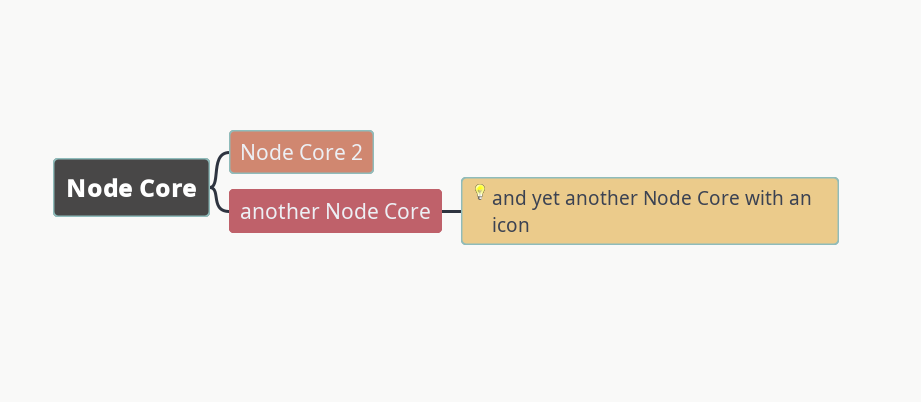 Node Core
Node Core 2
another Node Core
and yet another Node Core with an
icon